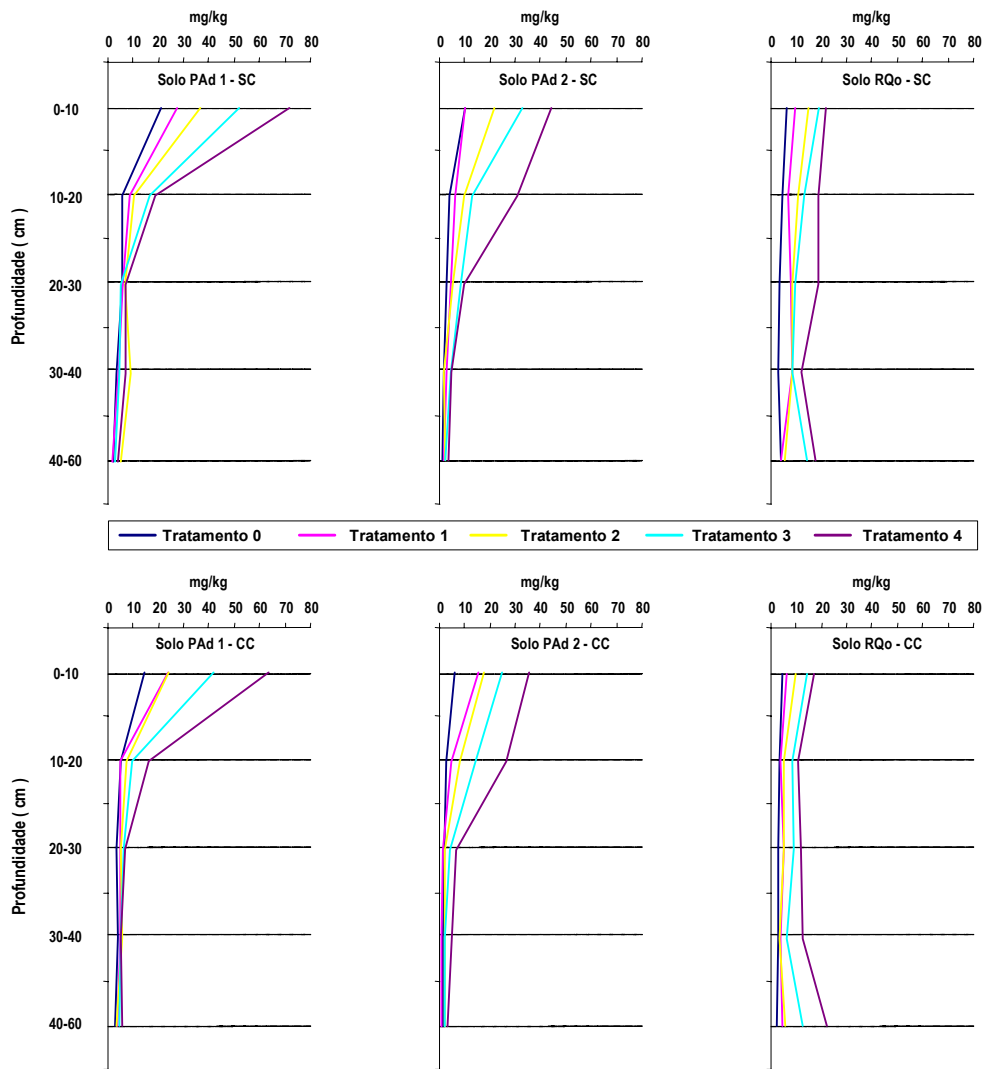 mg/kg mg/kg mg/kg
0 10 20 30 40 50 60 70 80 0 10 20 30 40 50 60 70 80 0 10 20 30 40 50 60 70 80
Solo PAd 1 - SC Solo PAd 2 - SC Solo RQo - SC
Profundidade ( cm )
0-10
10-20
20-30
30-40
40-60
Tratamento 0 Tratamento 1 Tratamento 2 Tratamento 3 Tratamento 4
mg/kg mg/kg mg/kg
0 10 20 30 40 50 60 70 80 0 10 20 30 40 50 60 70 80 0 10 20 30 40 50 60 70 80
Solo PAd 1 - CC Solo PAd 2 - CC Solo RQo - CC
Profundidade ( cm )
0-10
10-20
20-30
30-40
40-60